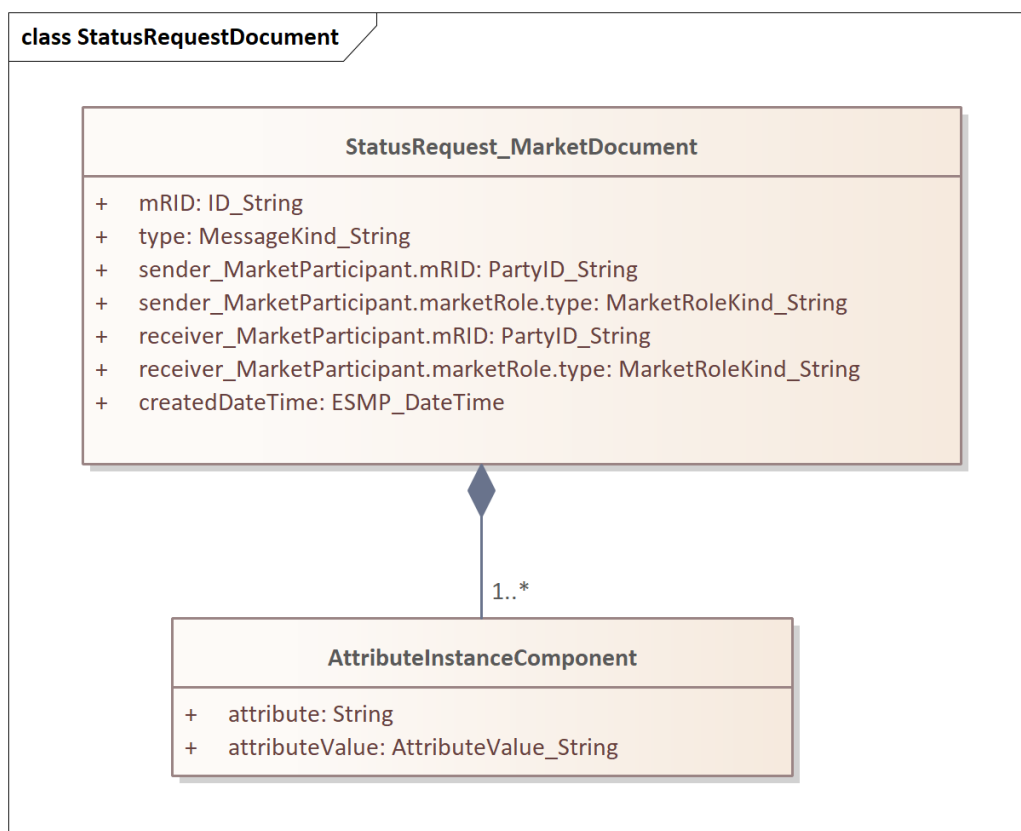 class StatusRequestDocument
StatusRequest_MarketDocument
+ mRID: ID_String
+ type: MessageKind_String
+ sender_MarketParticipant.mRID: PartyID_String
+ sender_MarketParticipant.marketRole.type: MarketRoleKind_String
+ receiver_MarketParticipant.mRID: PartyID_String
+ receiver_MarketParticipant.marketRole.type: MarketRoleKind_String
+ createdDateTime: ESMP_DateTime
1..*
AttributeInstanceComponent
+ attribute: String
+ attributeValue: AttributeValue_String